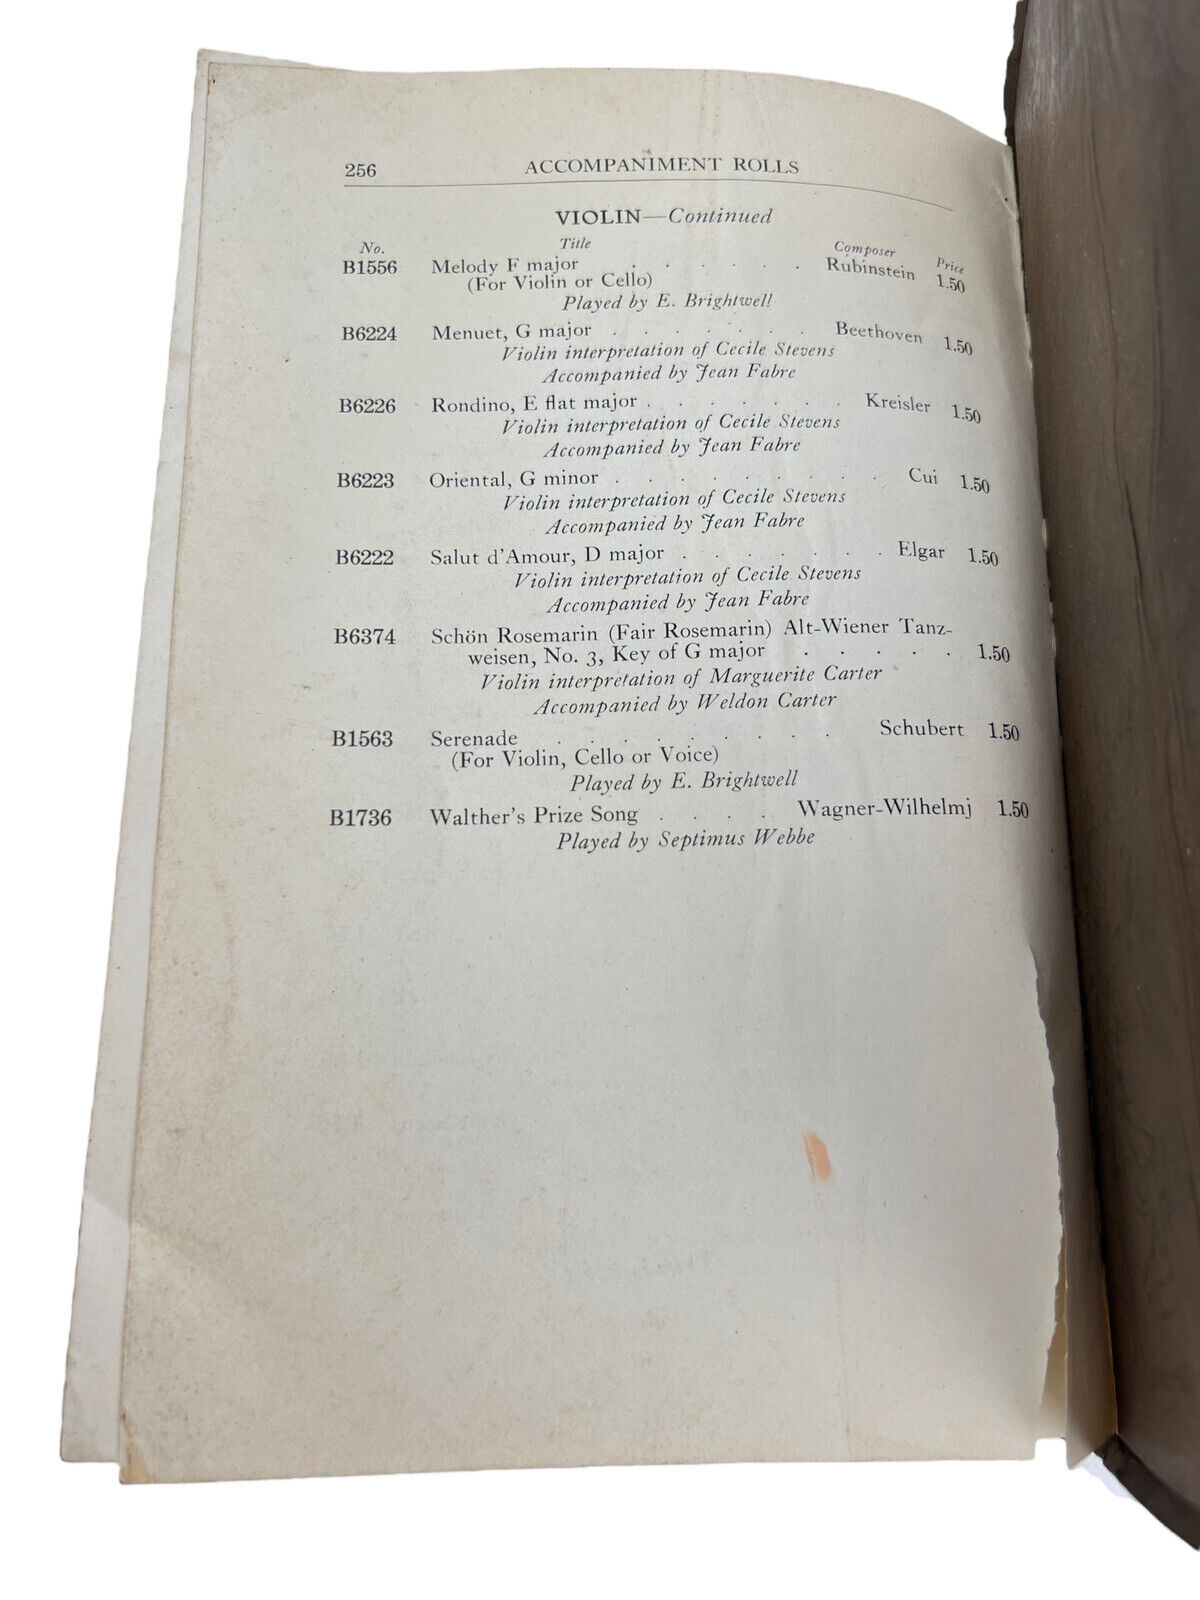 256 ACCOMPANIMENT ROLLS
VIOLIN—Continued
No. Title Composer Price
B1556 Melody F major . . . . . . Rubinstein 1.50
(For Violin or Cello)
Played by E. Brightwell
B6224 Menuet, G major . . . . . . . Beethoven 1.50
Violin interpretation of Cecile Stevens
Accompanied by Jean Fabre
B6226 Rondino, E flat major . . . . . . . Kreisler 1.50
Violin interpretation of Cecile Stevens
Accompanied by Jean Fabre
B6223 Oriental, G minor . . . . . . . . . Cui 1.50
Violin interpretation of Cecile Stevens
Accompanied by Jean Fabre
B6222 Salut d'Amour, D major . . . . . . . Elgar 1.50
Violin interpretation of Cecile Stevens
Accompanied by Jean Fabre
B6374 Schön Rosemarin (Fair Rosemarin) Alt-Wiener Tanz-
weisen, No. 3, Key of G major . . . . . 1.50
Violin interpretation of Marguerite Carter
Accompanied by Weldon Carter
B1563 Serenade . . . . . . . . . Schubert 1.50
(For Violin, Cello or Voice)
Played by E. Brightwell
B1736 Walther's Prize Song . . . . Wagner-Wilhelmj 1.50
Played by Septimus Webbe